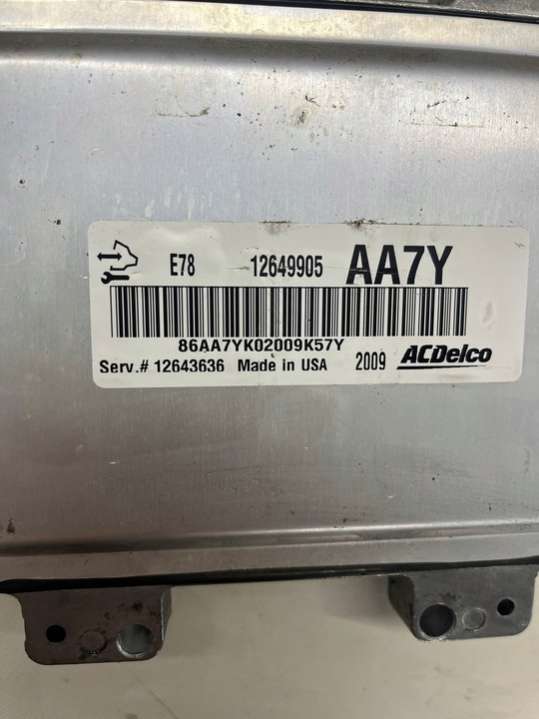 E78 12649905 AA7Y
86AA7YK02009K57Y
Serv.# 12643636 Made in USA 2009 ACDelco